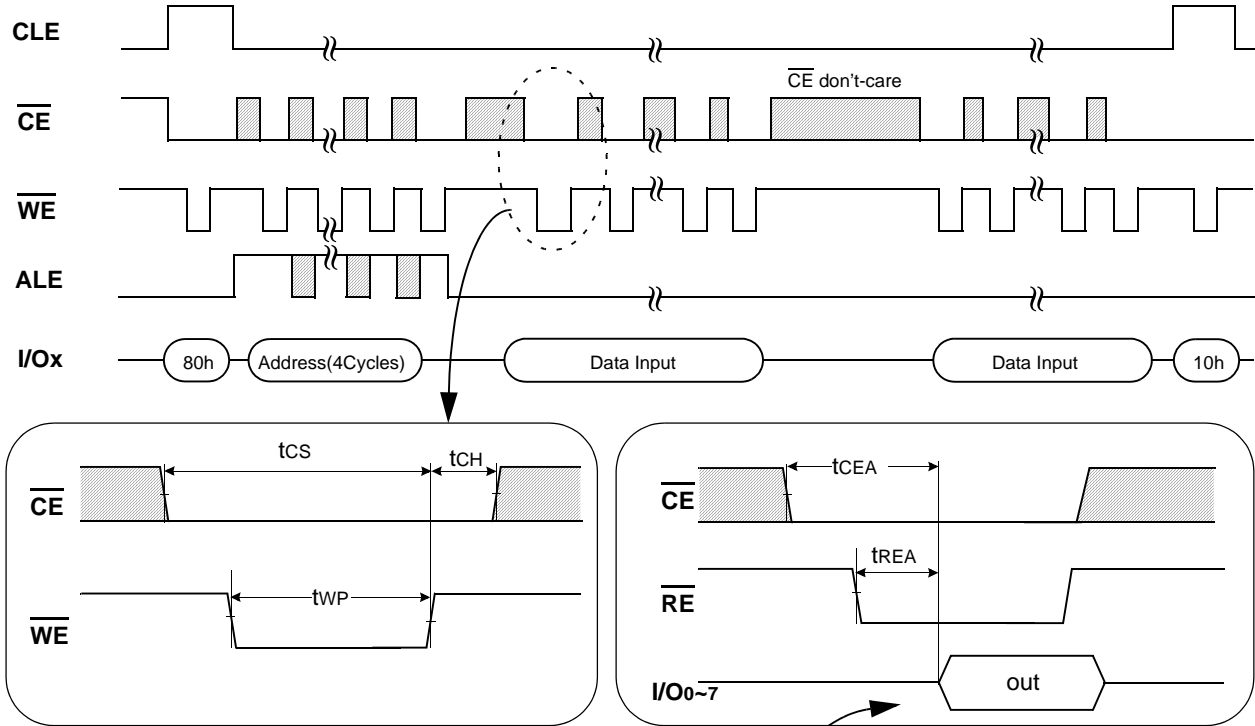 CLE
CE don't-care
CE
WE
ALE
I/Ox
80h
Address(4Cycles)
Data Input
Data Input
10h
tCS
tCH
CE
tWP
WE
tCEA
CE
tREA
RE
I/O0~7
out